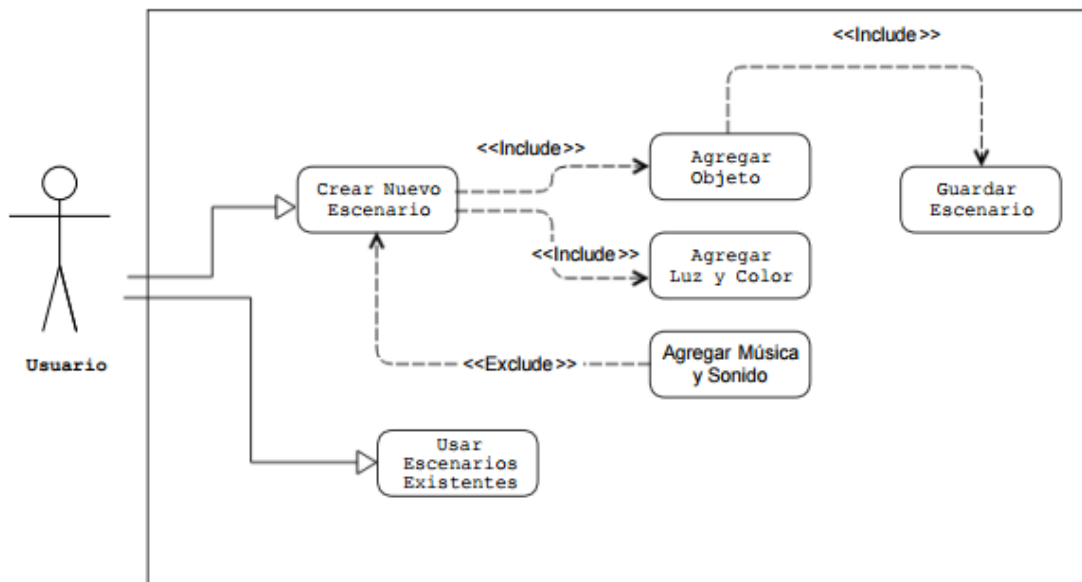 <<Include>>
<<Include>>
Agregar
Objeto
Crear Nuevo
Escenario
Guardar
Escenario
<<Include>>
Agregar
Luz y Color
Usuario
<<Exclude>>
Agregar Música
y Sonido
Usar
Escenarios
Existentes